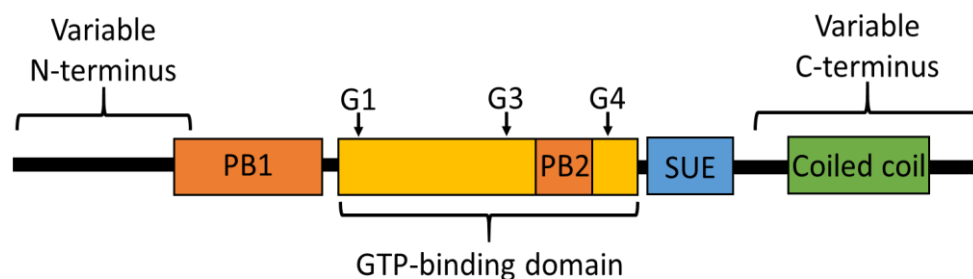 Variable
N-terminus
Variable
C-terminus
G1
G3
G4
PB1
PB2
SUE
Coiled coil
GTP-binding domain